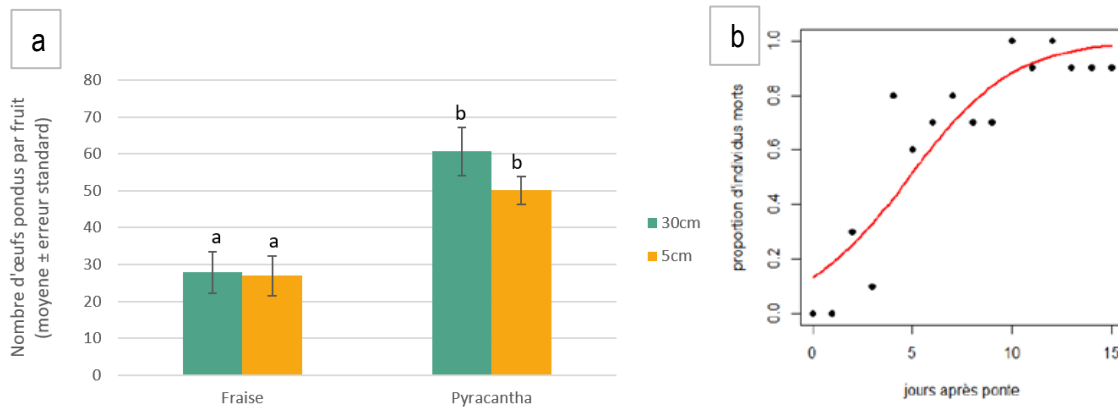 a
Nombre d'œufs pondus par fruit
(moyenne ± erreur standard)
80
70
60
50
40
30
20
10
0
a
a
b
b
Fraise
Pyracantha
30cm
5cm
b
proportion d'individus morts
1.0
0.8
0.6
0.4
0.2
0.0
0
5
10
15
jours après ponte